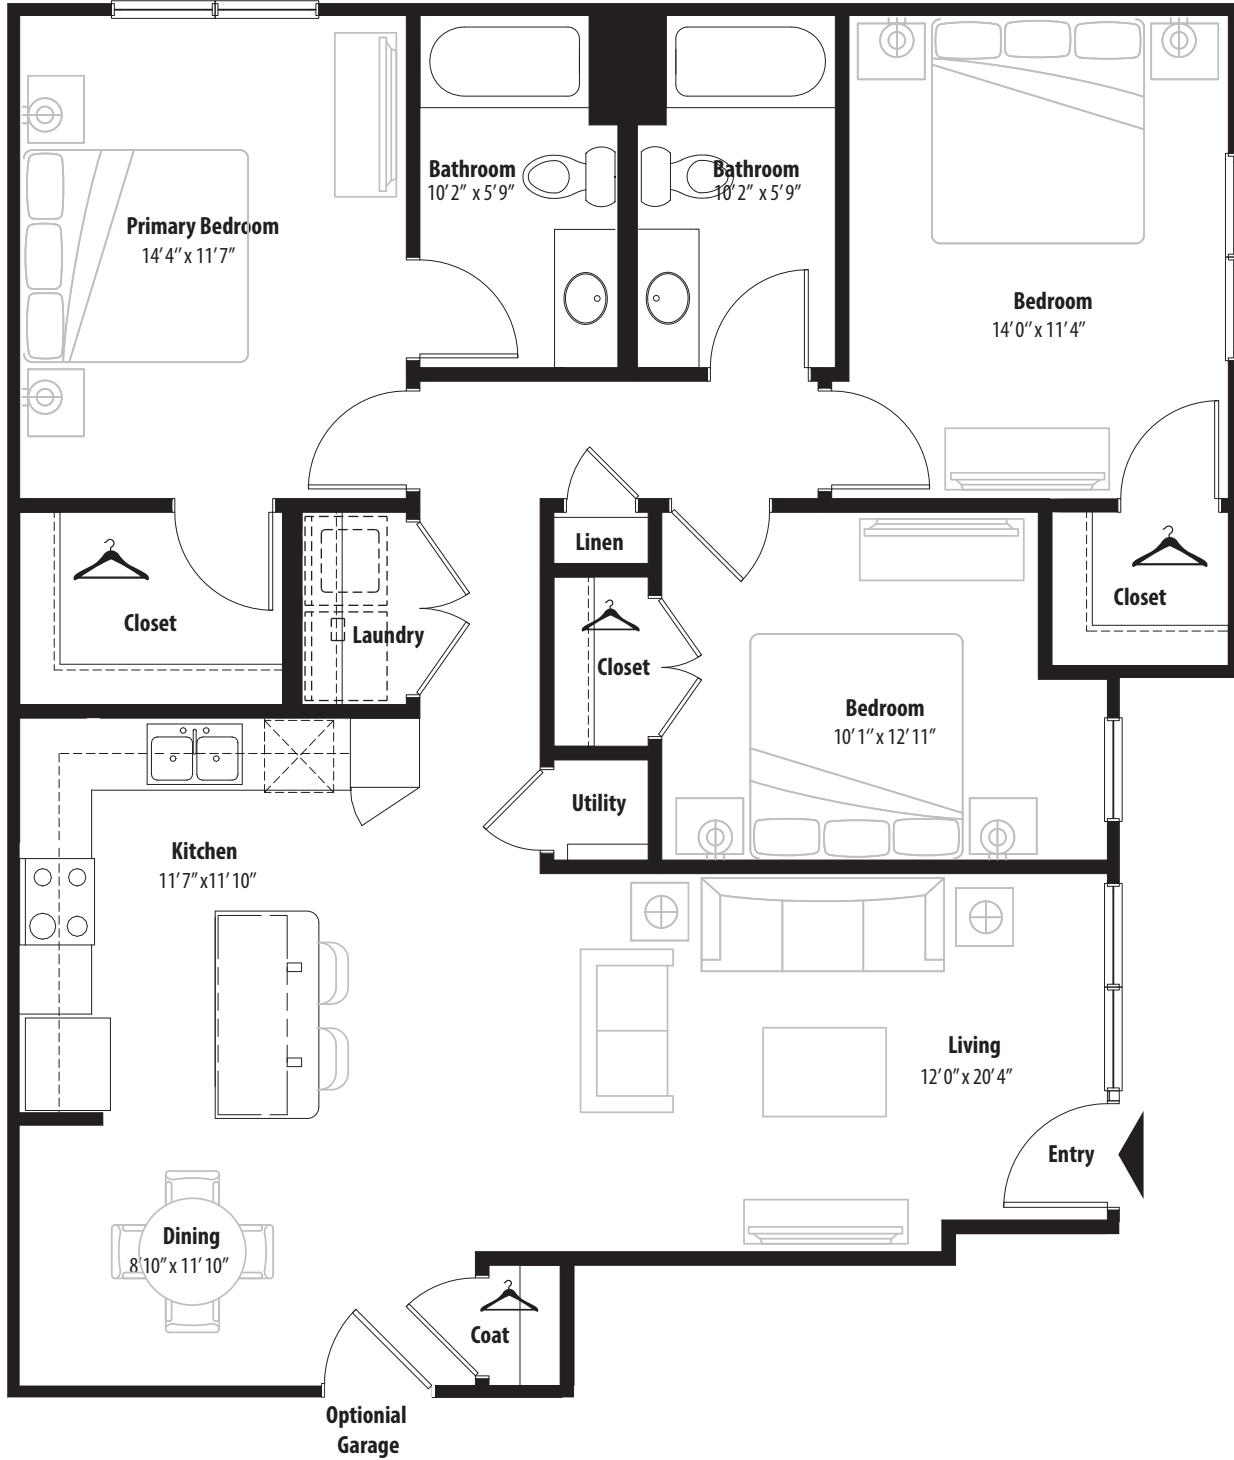 Bathroom
10'2" x 5'9"
Bathroom
10'2" x 5'9"
Primary Bedroom
14'4" x 11'7"
Bedroom
14'0" x 11'4"
Linen
Closet
Closet
Laundry
Closet
Bedroom
10'1" x 12'11"
Utility
Kitchen
11'7" x11'10"
Living
12'0" x 20'4"
Entry
Dining
8'10" x 11'10"
Coat
Optionial
Garage